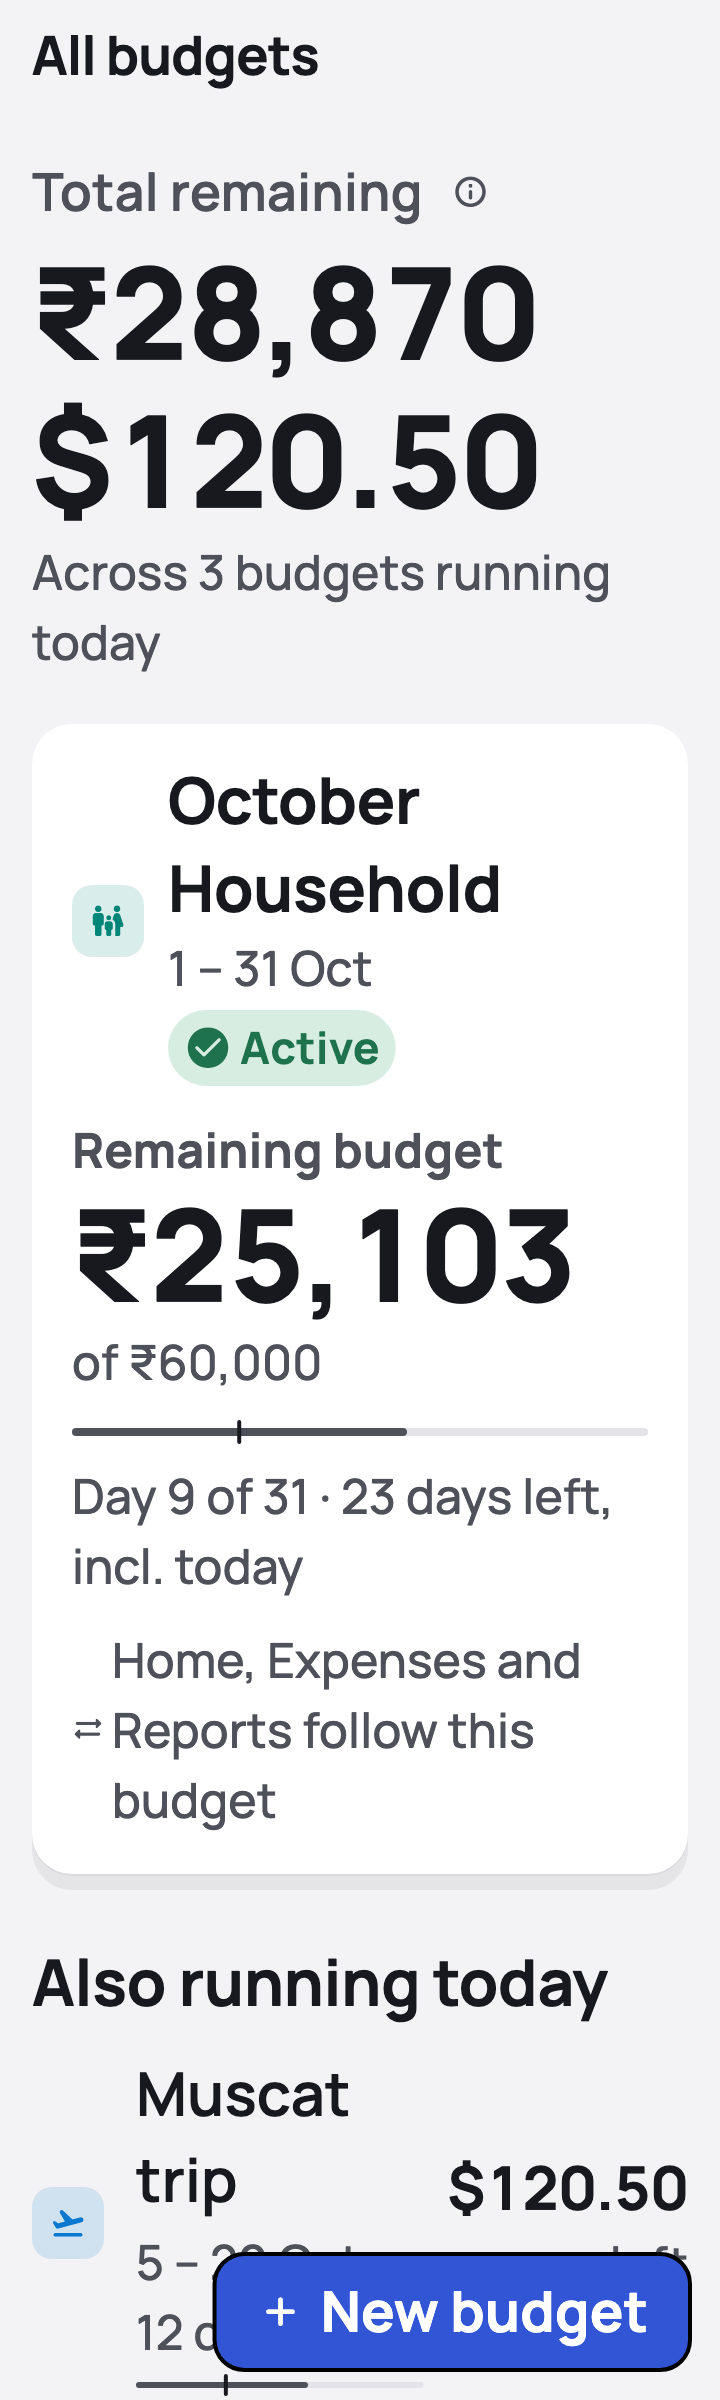 All budgets
Total remaining
₹28,870
$120.50
Across 3 budgets running
today
October
Household
1 – 31 Oct
Active
Remaining budget
₹25,103
of ₹60,000
Day 9 of 31 · 23 days left,
incl. today
Home, Expenses and
Reports follow this
budget
Also running today
Muscat
trip
$120.50
5 –
12
+ New budget